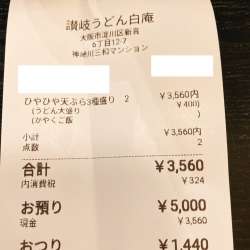 讃岐うどん白庵
大阪市淀川区新高
6丁目12-7
神崎川三和マンション
ひやひや天ぷら3種盛り 2 ¥3,560円
(うどん大盛り ¥400)
(かやくご飯 )
小計 ¥3,560円
点数 2
合計 ¥3,560
内消費税 ¥324
お預り ¥5,000
現金 ¥3,560
おつり ¥1,440